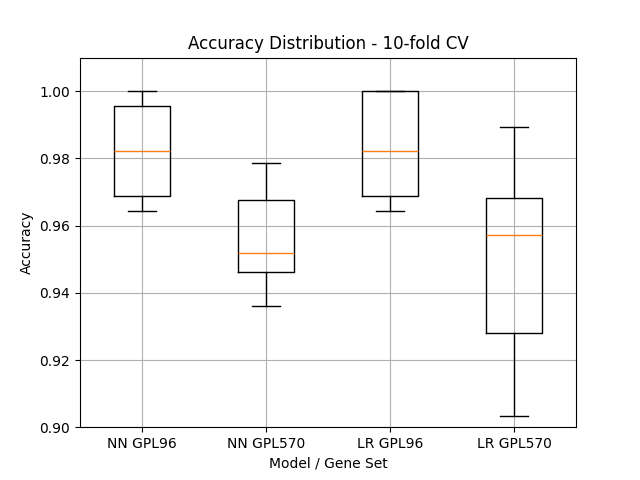 Accuracy Distribution - 10-fold CV
1.00
0.98
0.96
0.94
0.92
0.90
Accuracy
NN GPL96 NN GPL570 LR GPL96 LR GPL570
Model / Gene Set